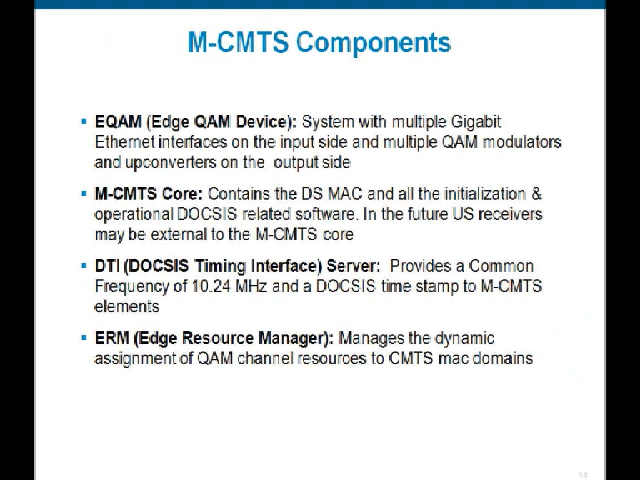 M-CMTS Components
▪ EQAM (Edge QAM Device): System with multiple Gigabit
Ethernet interfaces on the input side and multiple QAM modulators
and upconverters on the output side
▪ M-CMTS Core: Contains the DS MAC and all the initialization &
operational DOCSIS related software. In the future US receivers
may be external to the M-CMTS core
▪ DTI (DOCSIS Timing Interface) Server: Provides a Common
Frequency of 10.24 MHz and a DOCSIS time stamp to M-CMTS
elements
▪ ERM (Edge Resource Manager): Manages the dynamic
assignment of QAM channel resources to CMTS mac domains